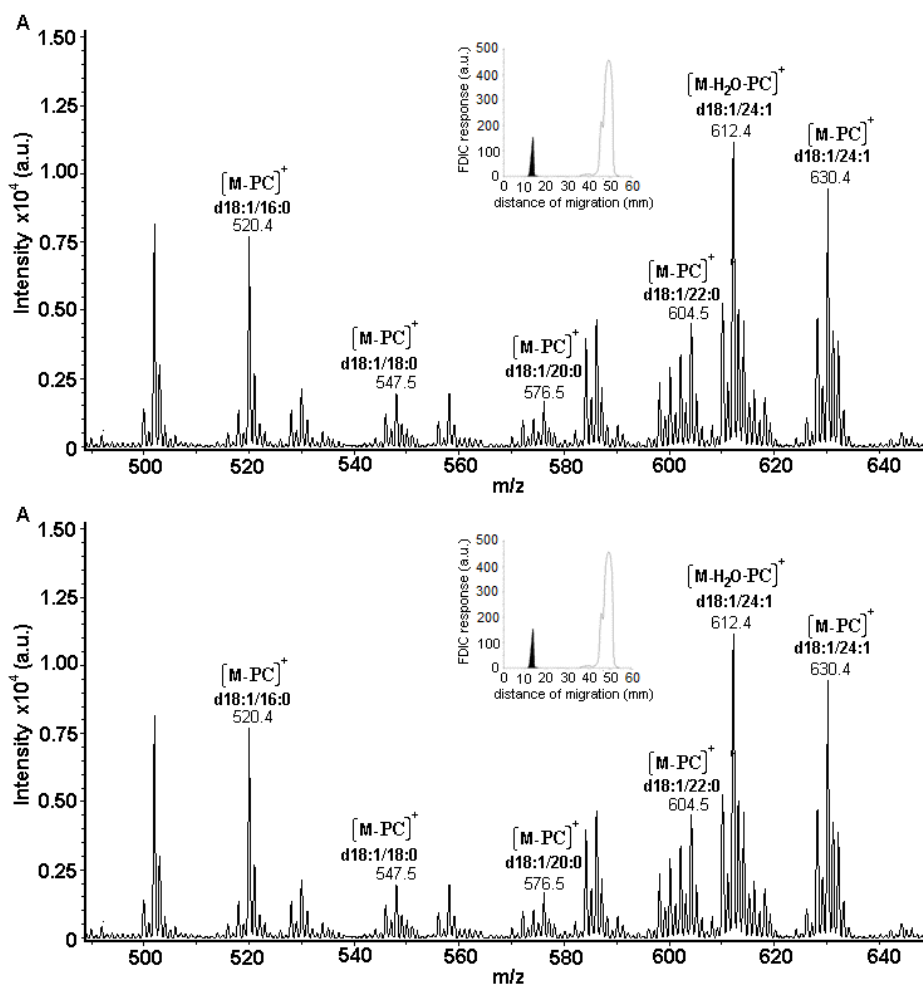 A
1.50
1.25
1.00
0.75
0.50
0.25
0
Intensity x10⁴ (a.u.)
500
520
540
560
580
600
620
640
m/z
[M-PC]⁺
d18:1/16:0
520.4
[M-PC]⁺
d18:1/18:0
547.5
[M-PC]⁺
d18:1/20:0
576.5
[M-PC]⁺
d18:1/22:0
604.5
[M-H₂O-PC]⁺
d18:1/24:1
612.4
[M-PC]⁺
d18:1/24:1
630.4
FDIC response (a.u.)
500
400
300
200
100
0
0 10 20 30 40 50 60
distance of migration (mm)
A
1.50
1.25
1.00
0.75
0.50
0.25
0
Intensity x10⁴ (a.u.)
500
520
540
560
580
600
620
640
m/z
[M-PC]⁺
d18:1/16:0
520.4
[M-PC]⁺
d18:1/18:0
547.5
[M-PC]⁺
d18:1/20:0
576.5
[M-PC]⁺
d18:1/22:0
604.5
[M-H₂O-PC]⁺
d18:1/24:1
612.4
[M-PC]⁺
d18:1/24:1
630.4
FDIC response (a.u.)
500
400
300
200
100
0
0 10 20 30 40 50 60
distance of migration (mm)